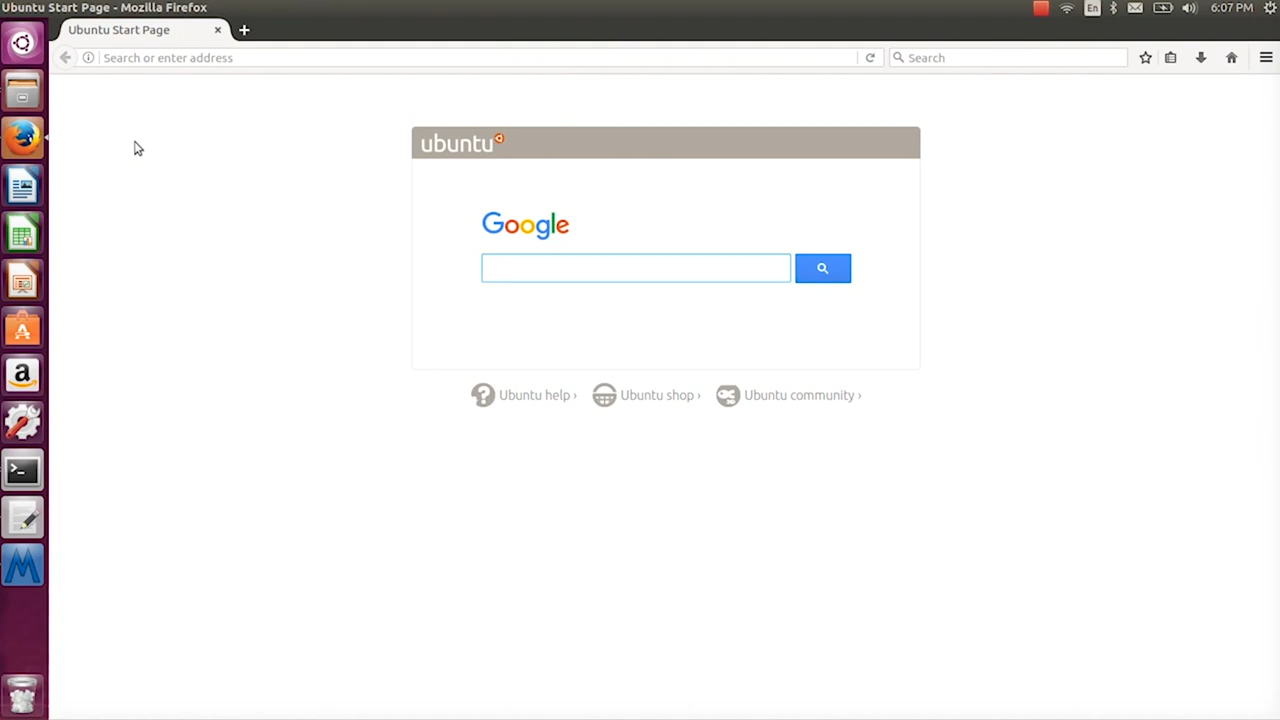 Ubuntu Start Page - Mozilla Firefox
En
6:07 PM
Ubuntu Start Page
Search or enter address
Search
ubuntu
Google
Ubuntu help ›
Ubuntu shop ›
Ubuntu community ›